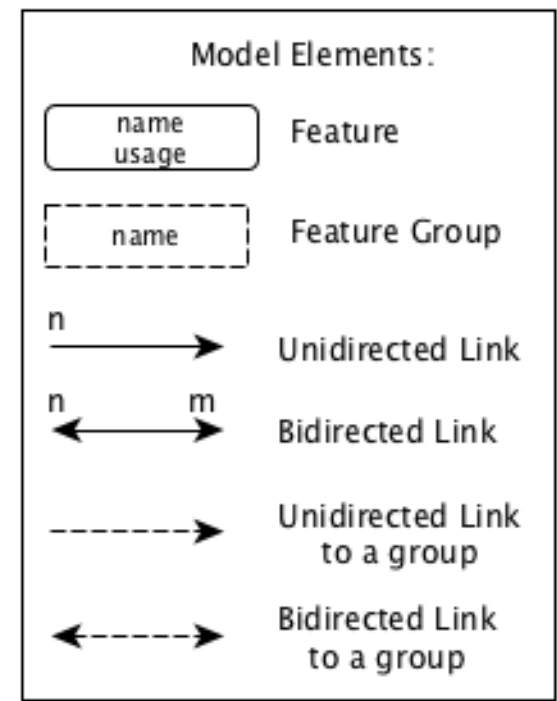 Model Elements:
name
usage
Feature
name
Feature Group
n
Unidirected Link
n m
Bidirected Link
Unidirected Link
to a group
Bidirected Link
to a group